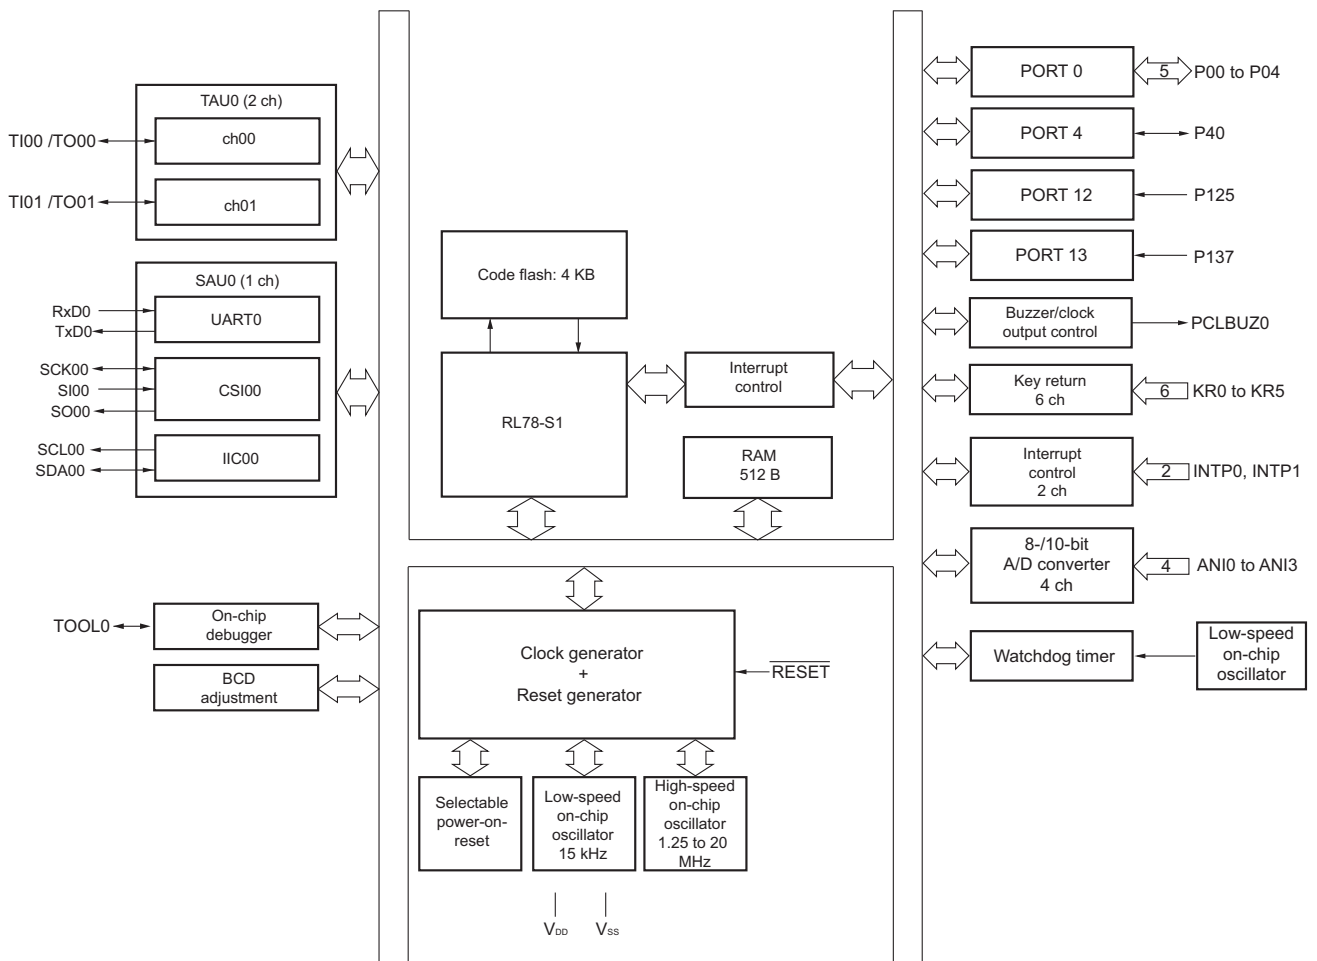 TAU0 (2 ch)
TI00 /TO00
ch00
TI01 /TO01
ch01
SAU0 (1 ch)
RxD0
TxD0
UART0
SCK00
SI00
SO00
CSI00
SCL00
SDA00
IIC00
TOOL0
On-chip
debugger
BCD
adjustment
Code flash: 4 KB
RL78-S1
Interrupt
control
RAM
512 B
Clock generator
+
Reset generator
RESET
Selectable
power-on-
reset
Low-speed
on-chip
oscillator
15 kHz
High-speed
on-chip
oscillator
1.25 to 20
MHz
VDD
VSS
PORT 0
5
P00 to P04
PORT 4
P40
PORT 12
P125
PORT 13
P137
Buzzer/clock
output control
PCLBUZ0
Key return
6 ch
6
KR0 to KR5
Interrupt
control
2 ch
2
INTP0, INTP1
8-/10-bit
A/D converter
4 ch
4
ANI0 to ANI3
Watchdog timer
Low-speed
on-chip
oscillator